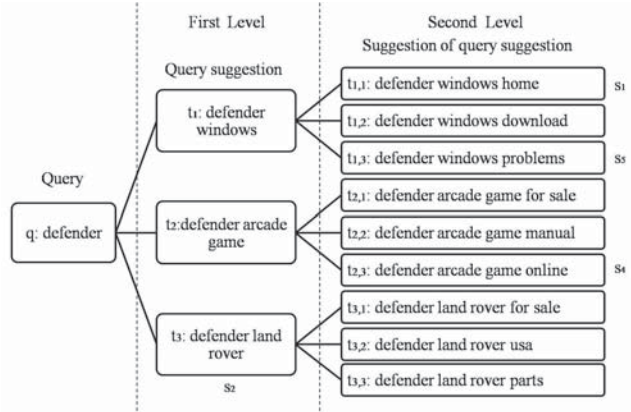 First Level
Second Level
Suggestion of query suggestion
Query suggestion
Query
q: defender
t1: defender
windows
t2:defender arcade
game
t3: defender land
rover
s2
t1,1: defender windows home
s1
t1,2: defender windows download
t1,3: defender windows problems
s3
t2,1: defender arcade game for sale
t2,2: defender arcade game manual
t2,3: defender arcade game online
s4
t3,1: defender land rover for sale
t3,2: defender land rover usa
t3,3: defender land rover parts